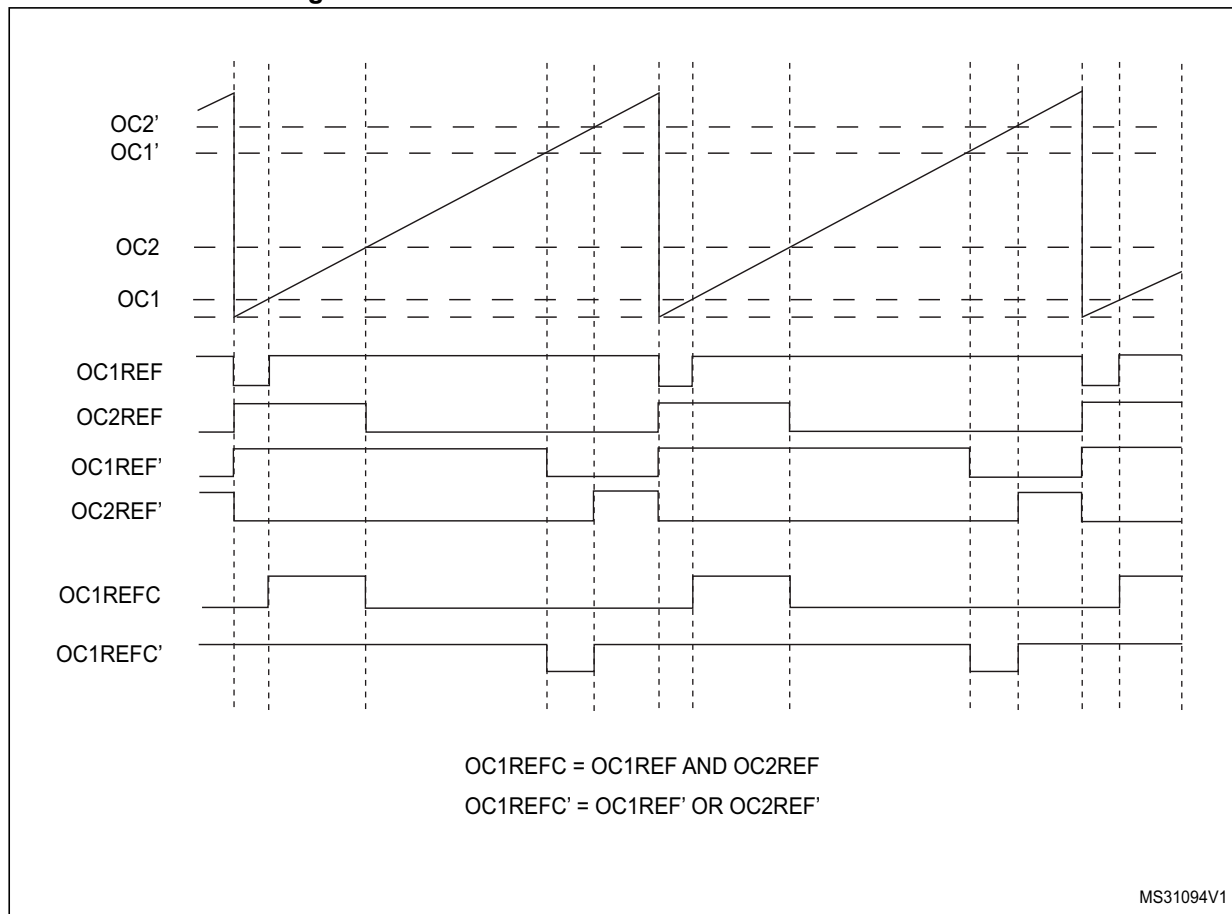 OC2’
OC1’
OC2
OC1
OC1REF
OC2REF
OC1REF’
OC2REF’
OC1REFC
OC1REFC’
OC1REFC = OC1REF AND OC2REF
OC1REFC’ = OC1REF’ OR OC2REF’
MS31094V1